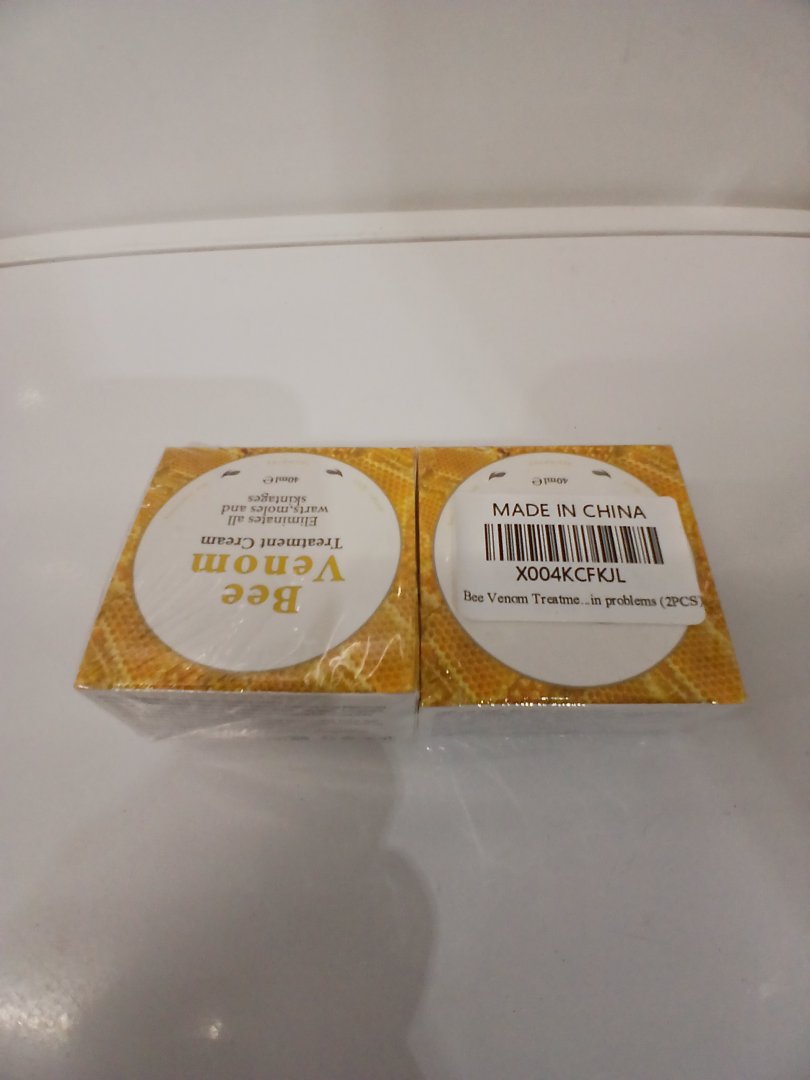 Bee
Venom
Treatment Cream
Eliminates all
warts,moles and
skintages
40ml e
MADE IN CHINA
X004KCFKJL
Bee Venom Treatme...in problems (2PCS)
40ml e